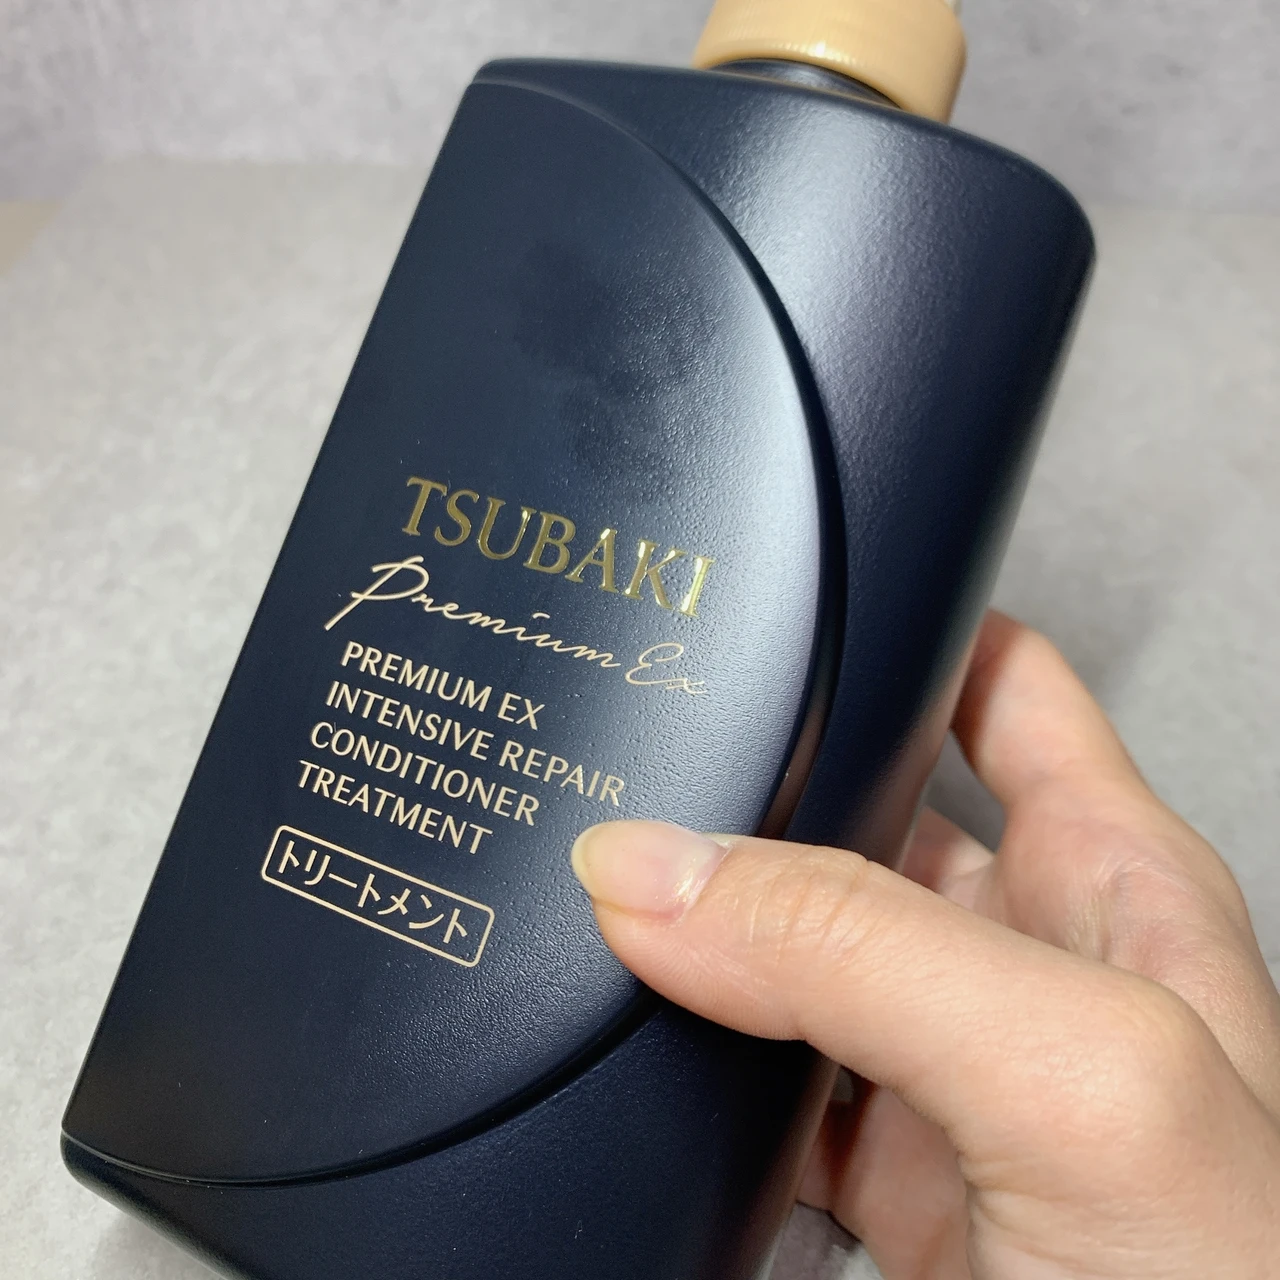 TSUBAKI
Premium Ex
PREMIUM EX
INTENSIVE REPAIR
CONDITIONER
TREATMENT
トリートメント